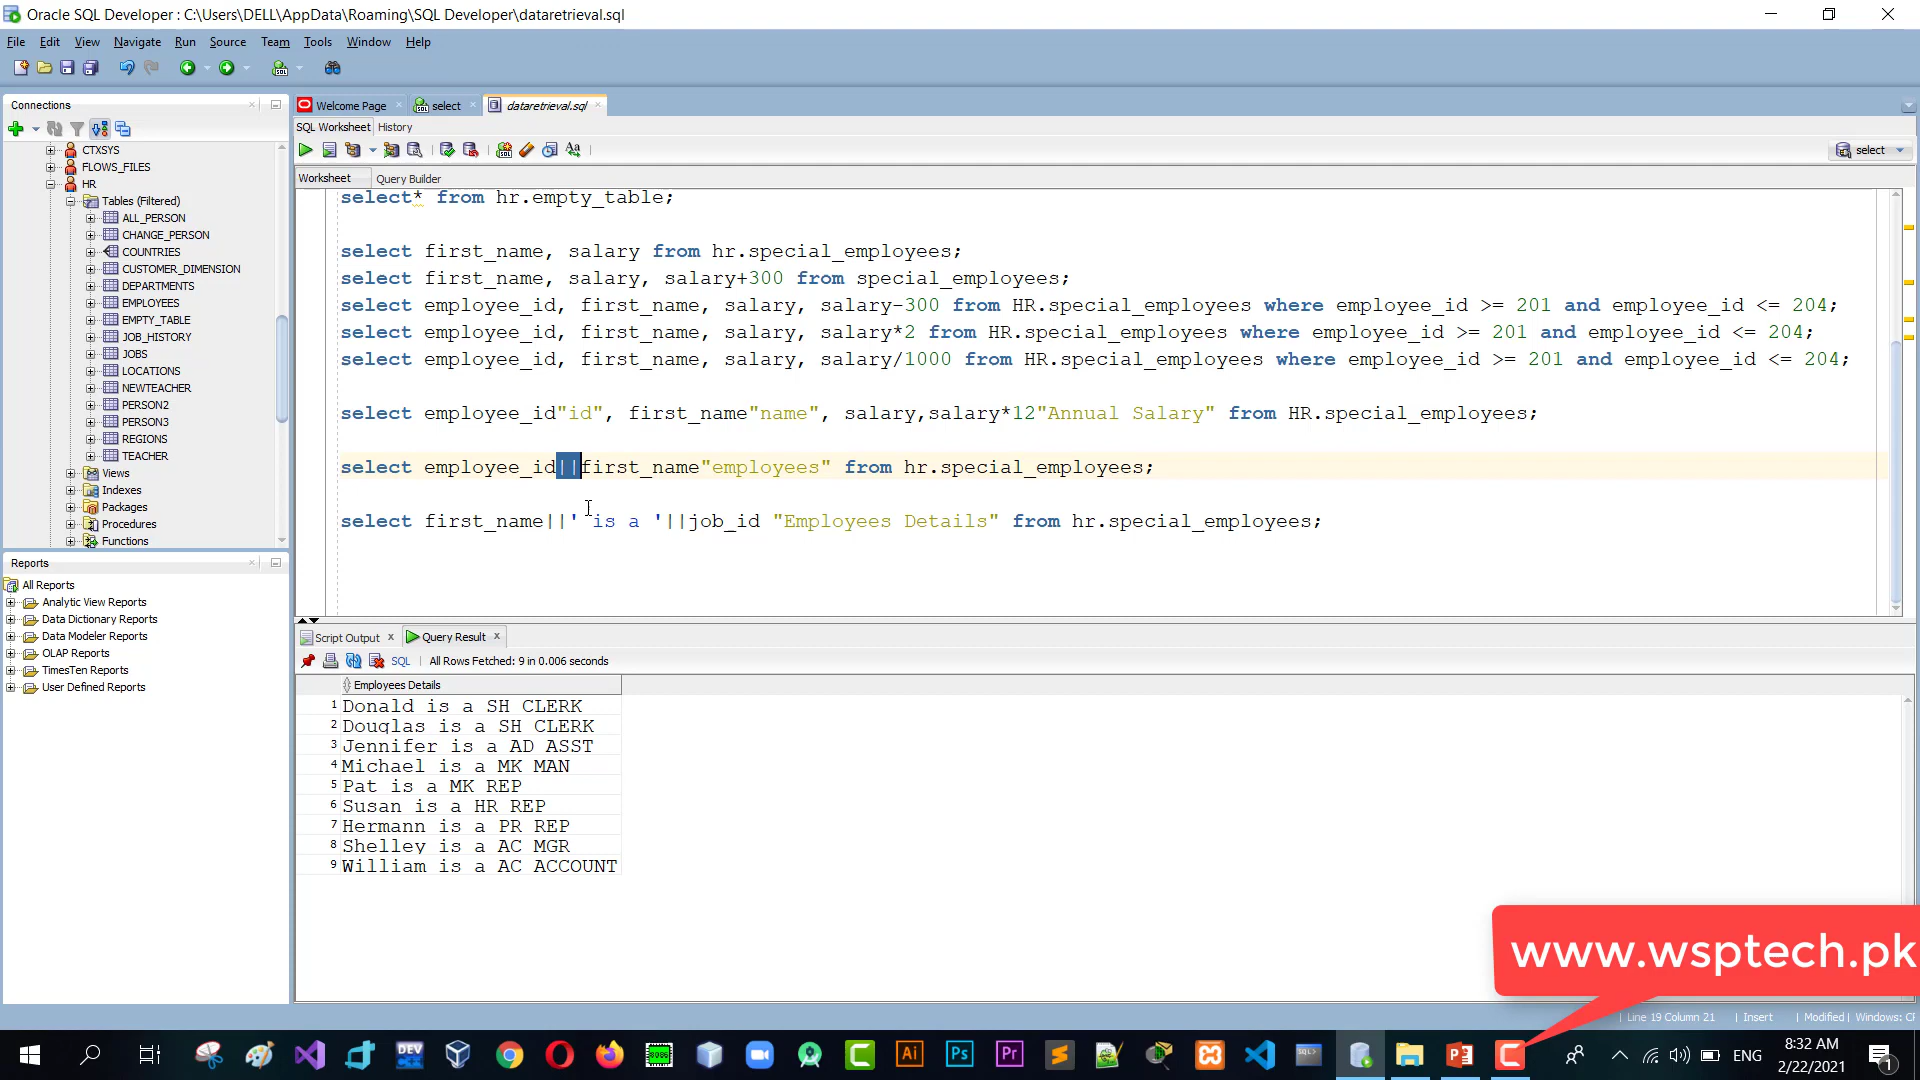 Oracle SQL Developer : C:\Users\DELL\AppData\Roaming\SQL Developer\dataretrieval.sql
File Edit View Navigate Run Source Team Tools Window Help
Connections
CTXSYS
FLOWS_FILES
HR
Tables (Filtered)
ALL_PERSON
CHANGE_PERSON
COUNTRIES
CUSTOMER_DIMENSION
DEPARTMENTS
EMPLOYEES
EMPTY_TABLE
JOB_HISTORY
JOBS
LOCATIONS
NEWTEACHER
PERSON2
PERSON3
REGIONS
TEACHER
Views
Indexes
Packages
Procedures
Functions
Reports
All Reports
Analytic View Reports
Data Dictionary Reports
Data Modeler Reports
OLAP Reports
TimesTen Reports
User Defined Reports
Welcome Page select dataretrieval.sql
SQL Worksheet History
select
Worksheet Query Builder
select* from hr.empty_table;
select first_name, salary from hr.special_employees;
select first_name, salary, salary+300 from special_employees;
select employee_id, first_name, salary, salary-300 from HR.special_employees where employee_id >= 201 and employee_id <= 204;
select employee_id, first_name, salary, salary*2 from HR.special_employees where employee_id >= 201 and employee_id <= 204;
select employee_id, first_name, salary, salary/1000 from HR.special_employees where employee_id >= 201 and employee_id <= 204;
select employee_id"id", first_name"name", salary,salary*12"Annual Salary" from HR.special_employees;
select employee_id||first_name"employees" from hr.special_employees;
select first_name||' is a '||job_id "Employees Details" from hr.special_employees;
Script Output Query Result
SQL All Rows Fetched: 9 in 0.006 seconds
Employees Details
1 Donald is a SH CLERK
2 Douglas is a SH CLERK
3 Jennifer is a AD ASST
4 Michael is a MK MAN
5 Pat is a MK REP
6 Susan is a HR REP
7 Hermann is a PR REP
8 Shelley is a AC MGR
9 William is a AC ACCOUNT
www.wsptech.pk
Line 19 Column 21 Insert Modified Windows: CF
ENG
8:32 AM
2/22/2021